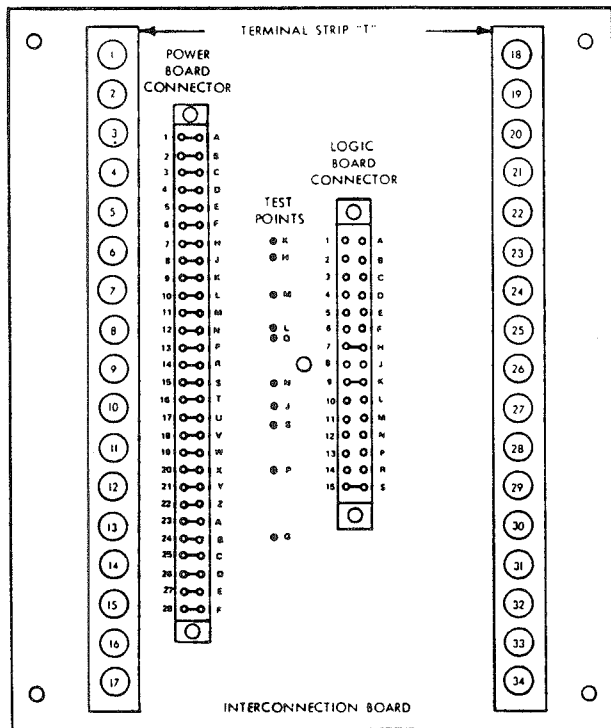 TERMINAL STRIP "T"
POWER
BOARD
CONNECTOR
LOGIC
BOARD
CONNECTOR
TEST
POINTS
1
2
3
4
5
6
7
8
9
10
11
12
13
14
15
16
17
1 A
2 B
3 C
4 D
5 E
6 F
7 H
8 J
9 K
10 L
11 M
12 N
13 P
14 R
15 S
16 T
17 U
18 V
19 W
20 X
21 Y
22 Z
23 A
24 B
25 C
26 D
27 E
28 F
K
H
M
L
Q
N
J
S
P
G
1 A
2 B
3 C
4 D
5 E
6 F
7 H
8 J
9 K
10 L
11 M
12 N
13 P
14 R
15 S
18
19
20
21
22
23
24
25
26
27
28
29
30
31
32
33
34
INTERCONNECTION BOARD